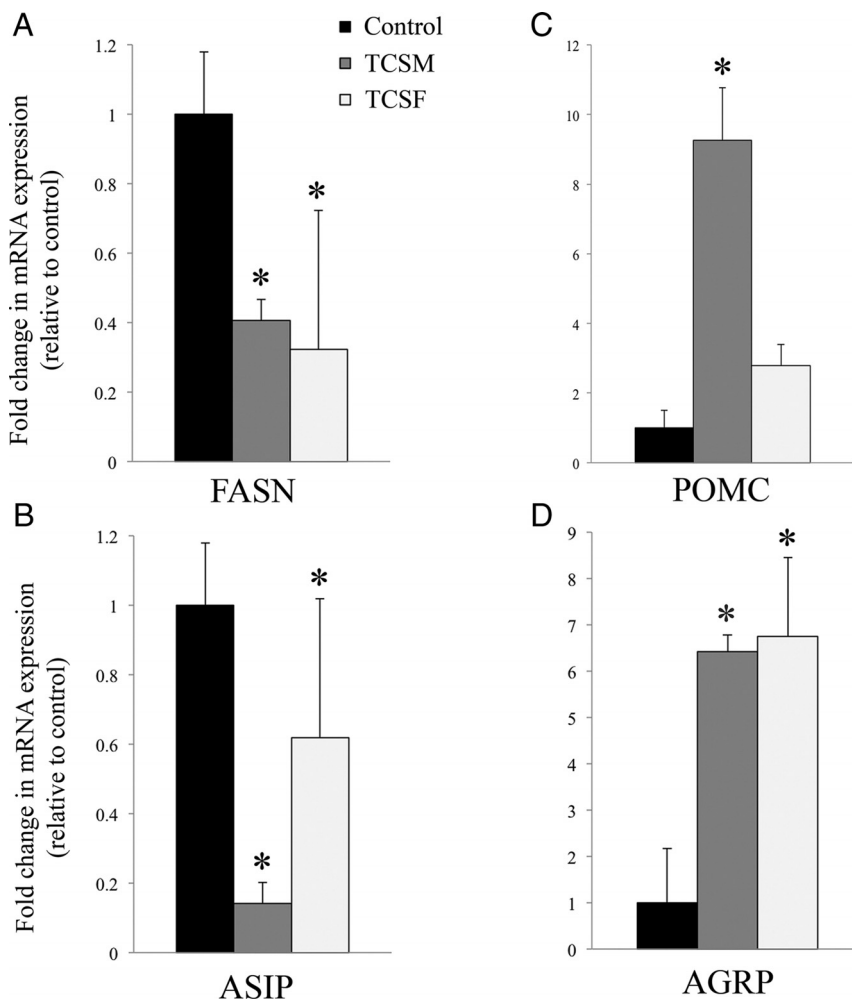 A
Control
TCSM
TCSF
Fold change in mRNA expression
(relative to control)
1.2
1
0.8
0.6
0.4
0.2
0
*
*
FASN
C
12
10
8
6
4
2
0
*
POMC
B
Fold change in mRNA expression
(relative to control)
1.2
1
0.8
0.6
0.4
0.2
0
*
*
ASIP
D
9
8
7
6
5
4
3
2
1
0
*
*
AGRP